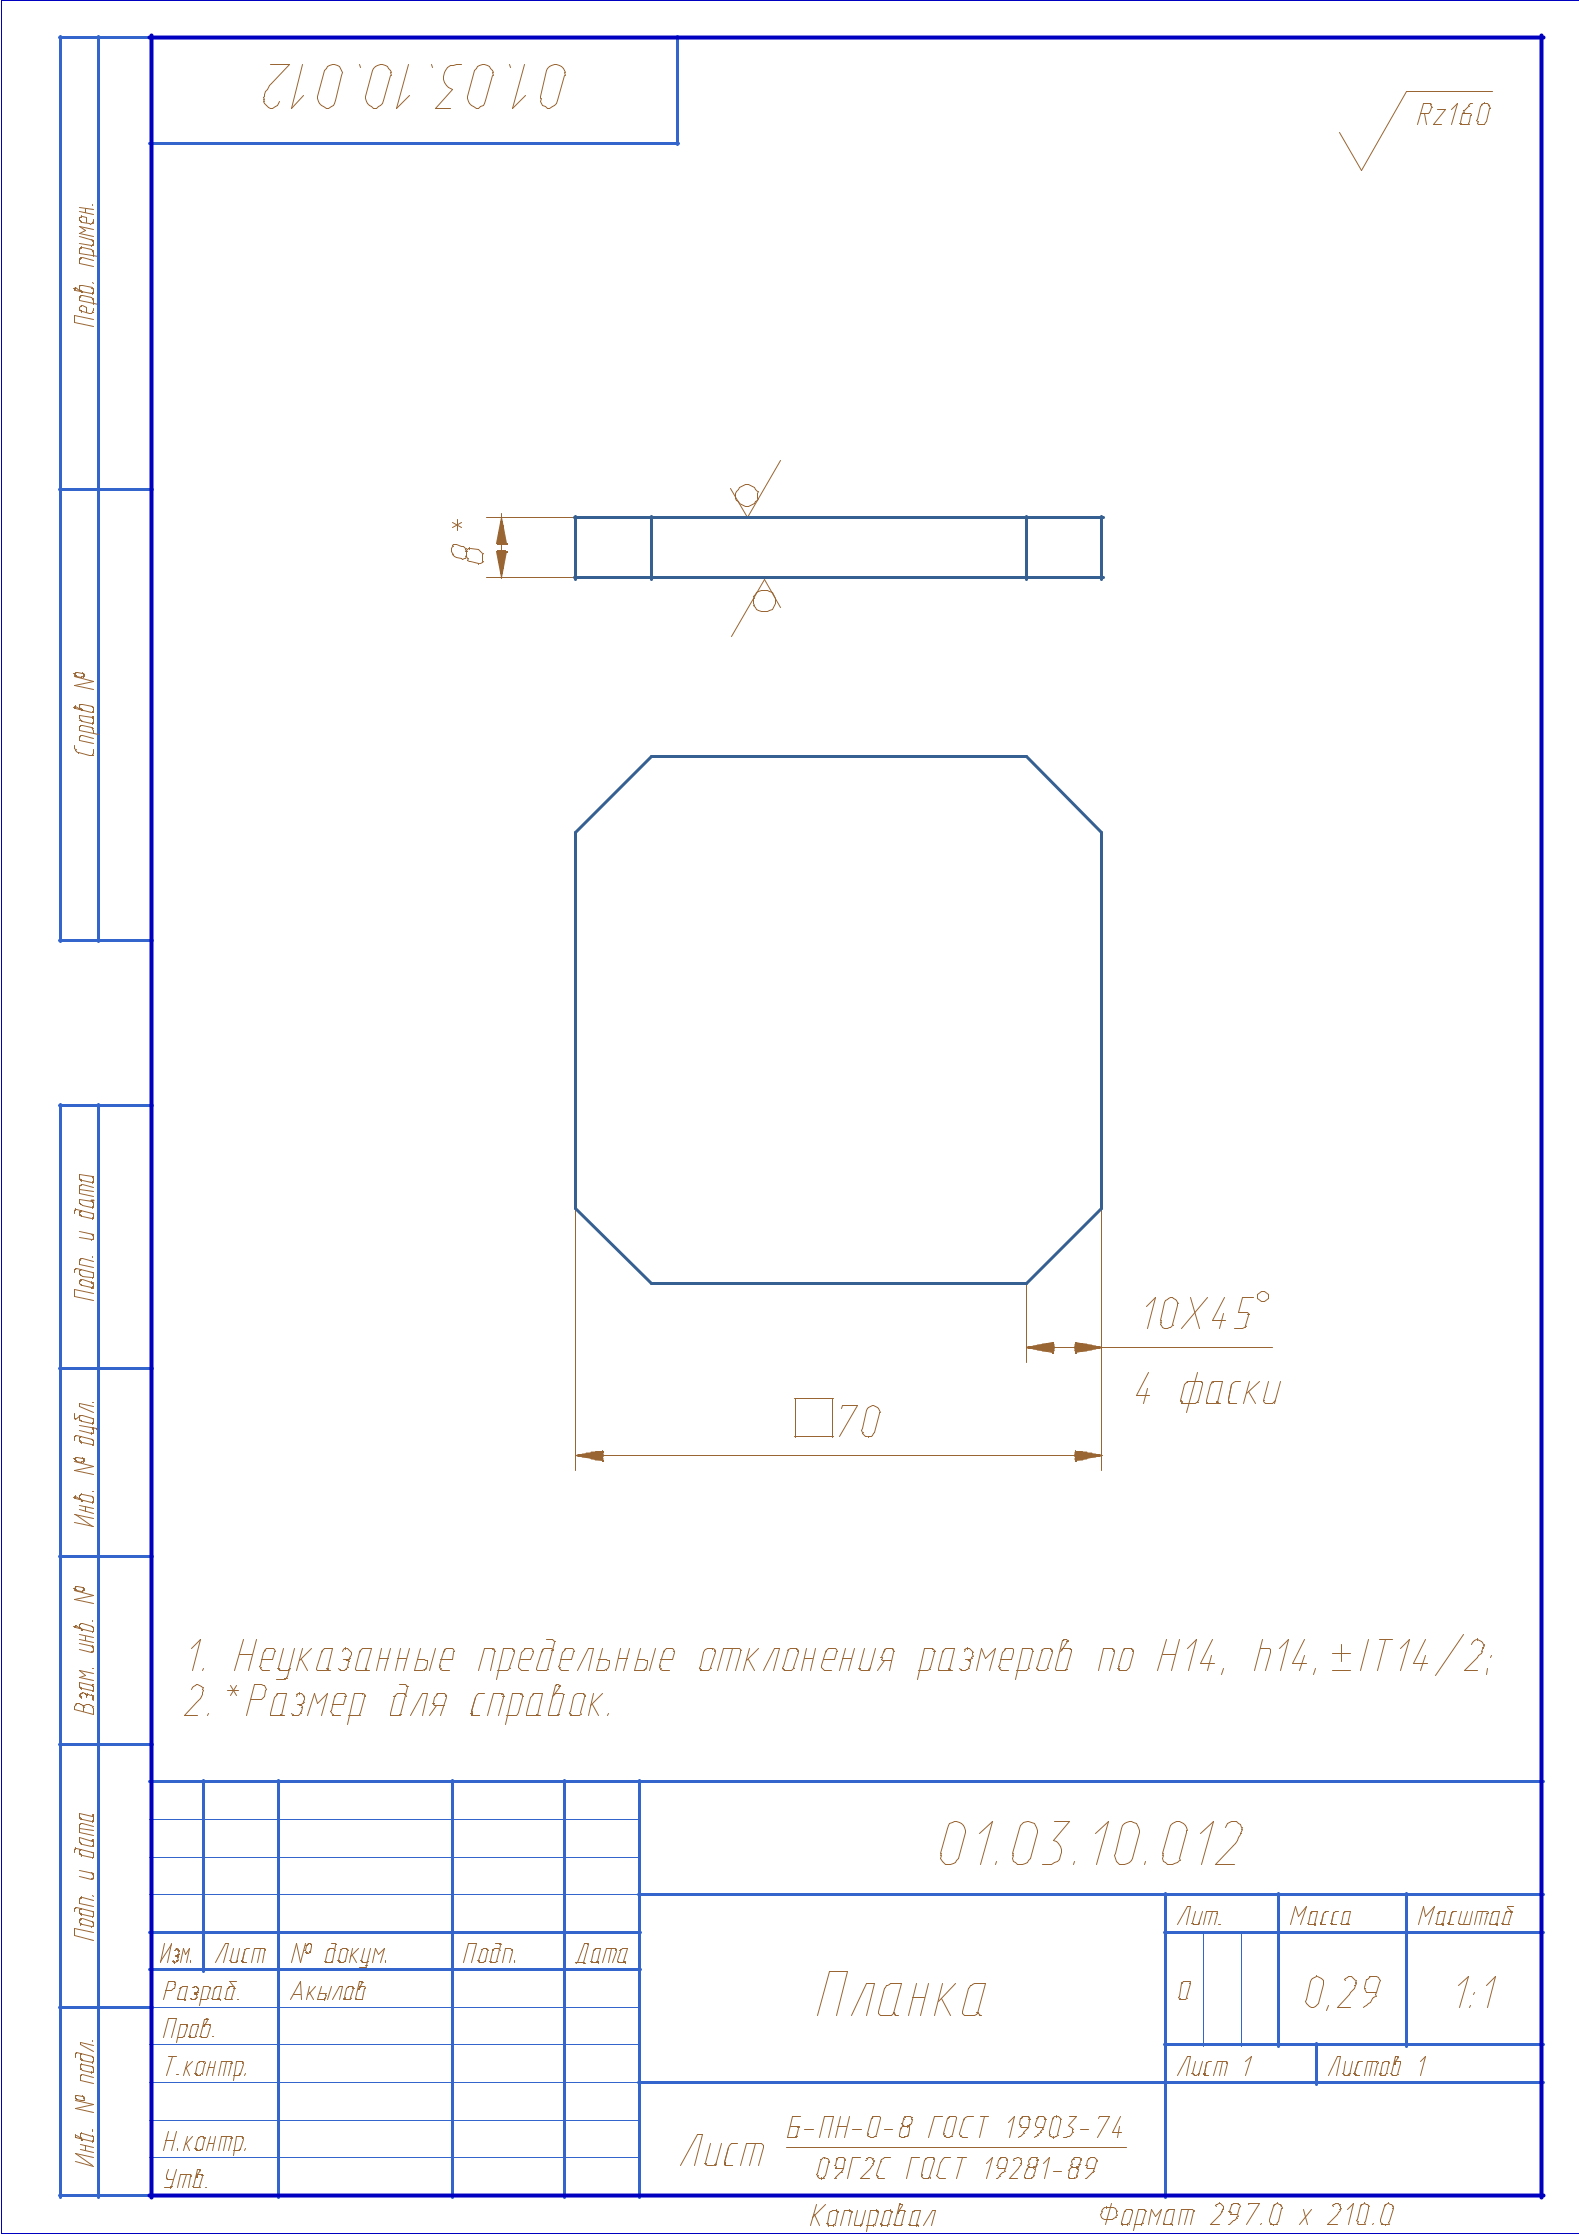 01.03.10.012
Rz160
Перв. примен.
Справ №
8*
10X45°
4 фаски
□70
Подп. и дата
Инв. № дубл.
Взам. инв. №
Подп. и дата
Инв. № подл.
1. Неуказанные предельные отклонения размеров по H14, h14,±IT14/2;
2.*Размер для справок.
01.03.10.012
Лит. Масса Масштаб
Изм. Лист № докум. Подп. Дата
Разраб. Акылов
Планка
а 0,29 1:1
Пров.
Т.контр.
Лист 1 Листов 1
Н.контр.
Утв.
Лист Б-ПН-О-8 ГОСТ 19903-74
09Г2С ГОСТ 19281-89
Копировал Формат 297.0 x 210.0